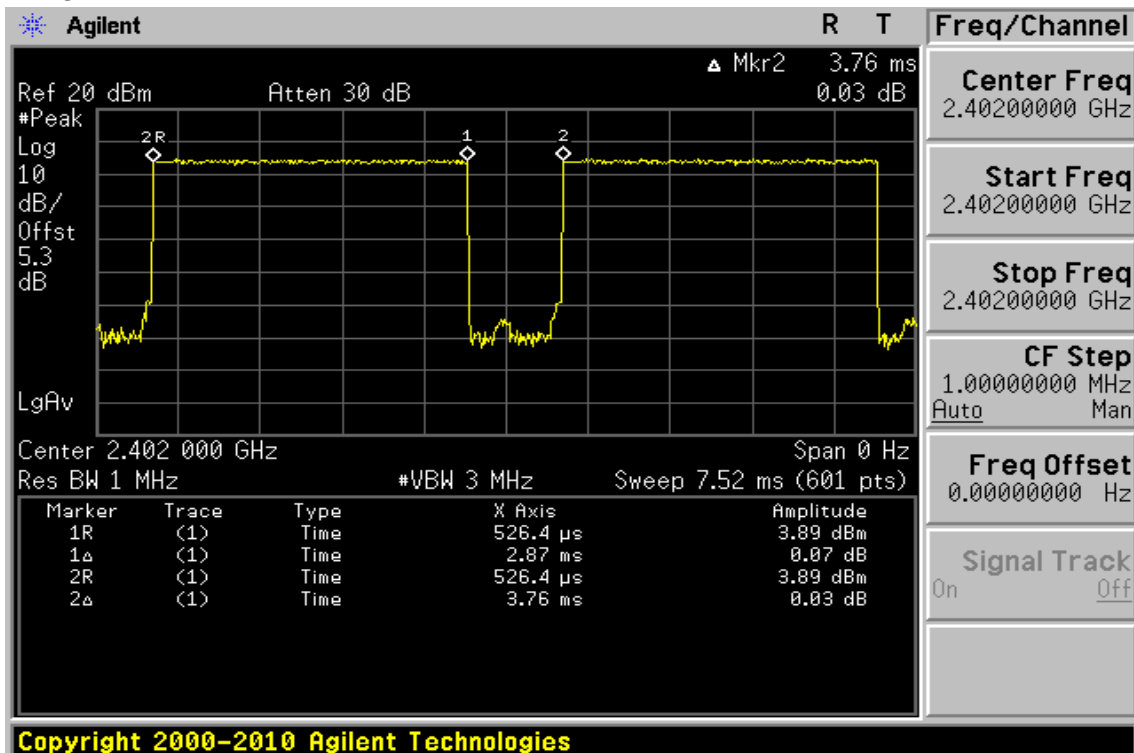 Agilent R T
Δ Mkr2 3.76 ms
Ref 20 dBm Atten 30 dB 0.03 dB
#Peak
Log
10
dB/
Offst
5.3
dB
LgAv
2R 1 2
Center 2.402 000 GHz Span 0 Hz
Res BW 1 MHz #VBW 3 MHz Sweep 7.52 ms (601 pts)
Marker Trace Type X Axis Amplitude
1R (1) Time 526.4 µs 3.89 dBm
1Δ (1) Time 2.87 ms 0.07 dB
2R (1) Time 526.4 µs 3.89 dBm
2Δ (1) Time 3.76 ms 0.03 dB
Freq/Channel
Center Freq
2.40200000 GHz
Start Freq
2.40200000 GHz
Stop Freq
2.40200000 GHz
CF Step
1.00000000 MHz
Auto Man
Freq Offset
0.00000000 Hz
Signal Track
On Off
Copyright 2000-2010 Agilent Technologies